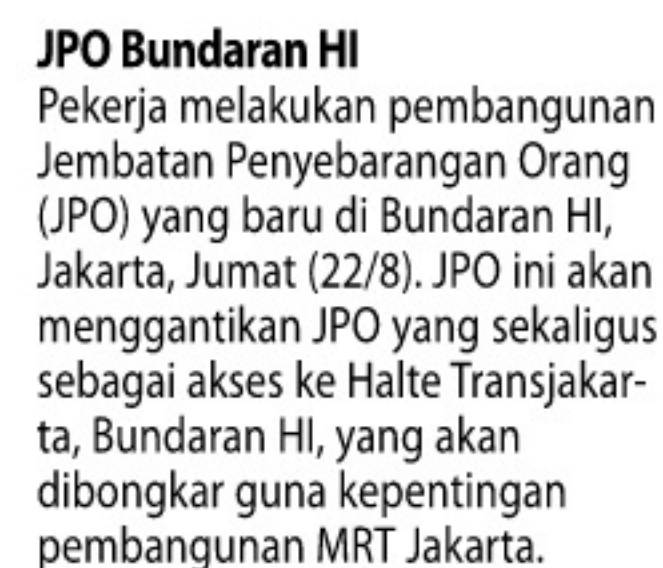 JPO Bundaran HI
Pekerja melakukan pembangunan
Jembatan Penyebarangan Orang
(JPO) yang baru di Bundaran HI,
Jakarta, Jumat (22/8). JPO ini akan
menggantikan JPO yang sekaligus
sebagai akses ke Halte Transjakar-
ta, Bundaran HI, yang akan
dibongkar guna kepentingan
pembangunan MRT Jakarta.